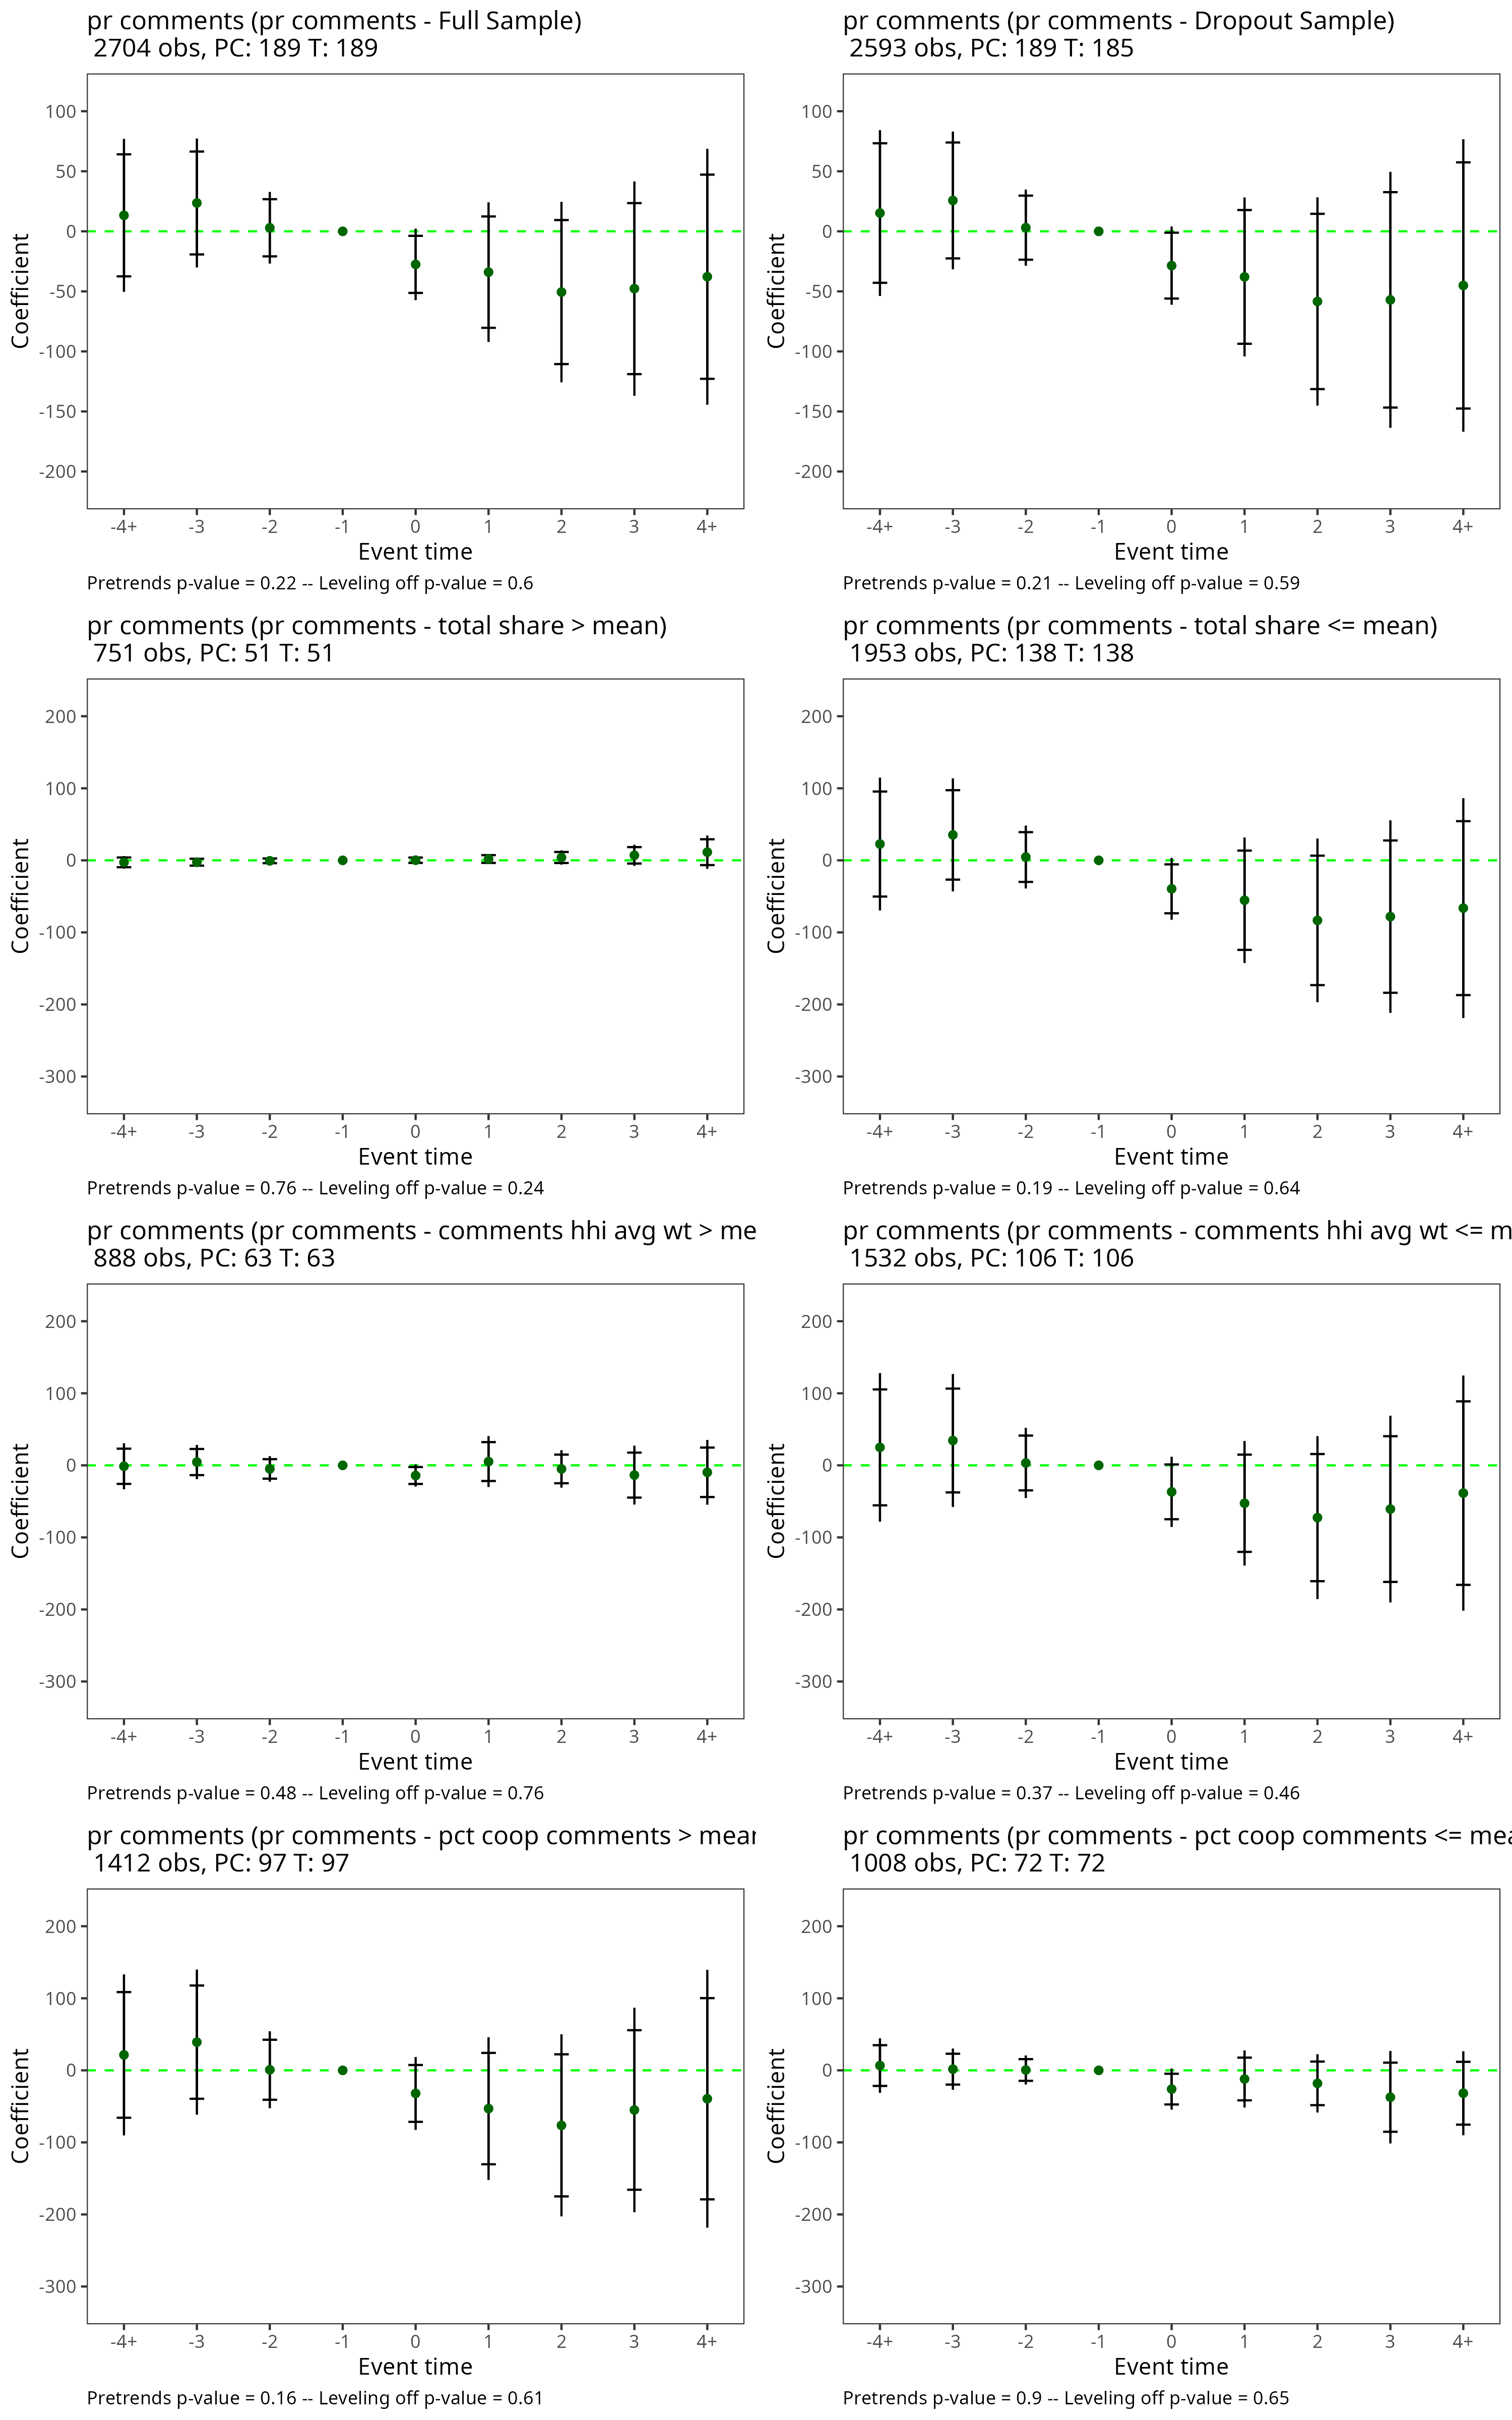 pr comments (pr comments - Full Sample)
2704 obs, PC: 189 T: 189
100
50
0
-50
-100
-150
-200
Coefficient
-4+ -3 -2 -1 0 1 2 3 4+
Event time
Pretrends p-value = 0.22 -- Leveling off p-value = 0.6
pr comments (pr comments - Dropout Sample)
2593 obs, PC: 189 T: 185
100
50
0
-50
-100
-150
-200
Coefficient
-4+ -3 -2 -1 0 1 2 3 4+
Event time
Pretrends p-value = 0.21 -- Leveling off p-value = 0.59
pr comments (pr comments - total share > mean)
751 obs, PC: 51 T: 51
200
100
0
-100
-200
-300
Coefficient
-4+ -3 -2 -1 0 1 2 3 4+
Event time
Pretrends p-value = 0.76 -- Leveling off p-value = 0.24
pr comments (pr comments - total share <= mean)
1953 obs, PC: 138 T: 138
200
100
0
-100
-200
-300
Coefficient
-4+ -3 -2 -1 0 1 2 3 4+
Event time
Pretrends p-value = 0.19 -- Leveling off p-value = 0.64
pr comments (pr comments - comments hhi avg wt > me
888 obs, PC: 63 T: 63
200
100
0
-100
-200
-300
Coefficient
-4+ -3 -2 -1 0 1 2 3 4+
Event time
Pretrends p-value = 0.48 -- Leveling off p-value = 0.76
pr comments (pr comments - comments hhi avg wt <= m
1532 obs, PC: 106 T: 106
200
100
0
-100
-200
-300
Coefficient
-4+ -3 -2 -1 0 1 2 3 4+
Event time
Pretrends p-value = 0.37 -- Leveling off p-value = 0.46
pr comments (pr comments - pct coop comments > mean
1412 obs, PC: 97 T: 97
200
100
0
-100
-200
-300
Coefficient
-4+ -3 -2 -1 0 1 2 3 4+
Event time
Pretrends p-value = 0.16 -- Leveling off p-value = 0.61
pr comments (pr comments - pct coop comments <= mea
1008 obs, PC: 72 T: 72
200
100
0
-100
-200
-300
Coefficient
-4+ -3 -2 -1 0 1 2 3 4+
Event time
Pretrends p-value = 0.9 -- Leveling off p-value = 0.65